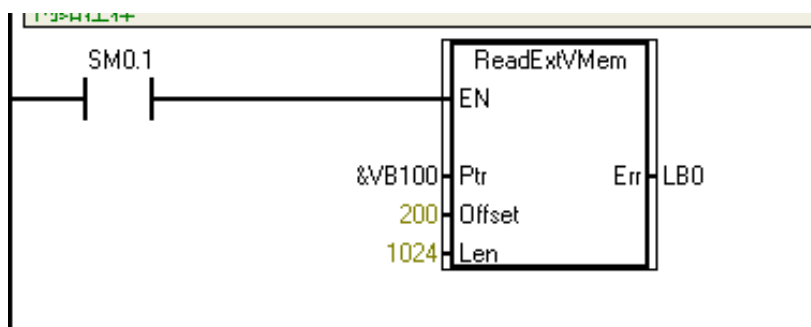 SM0.1
ReadExtVMem
EN
&VB100 Ptr Err LB0
200 Offset
1024 Len